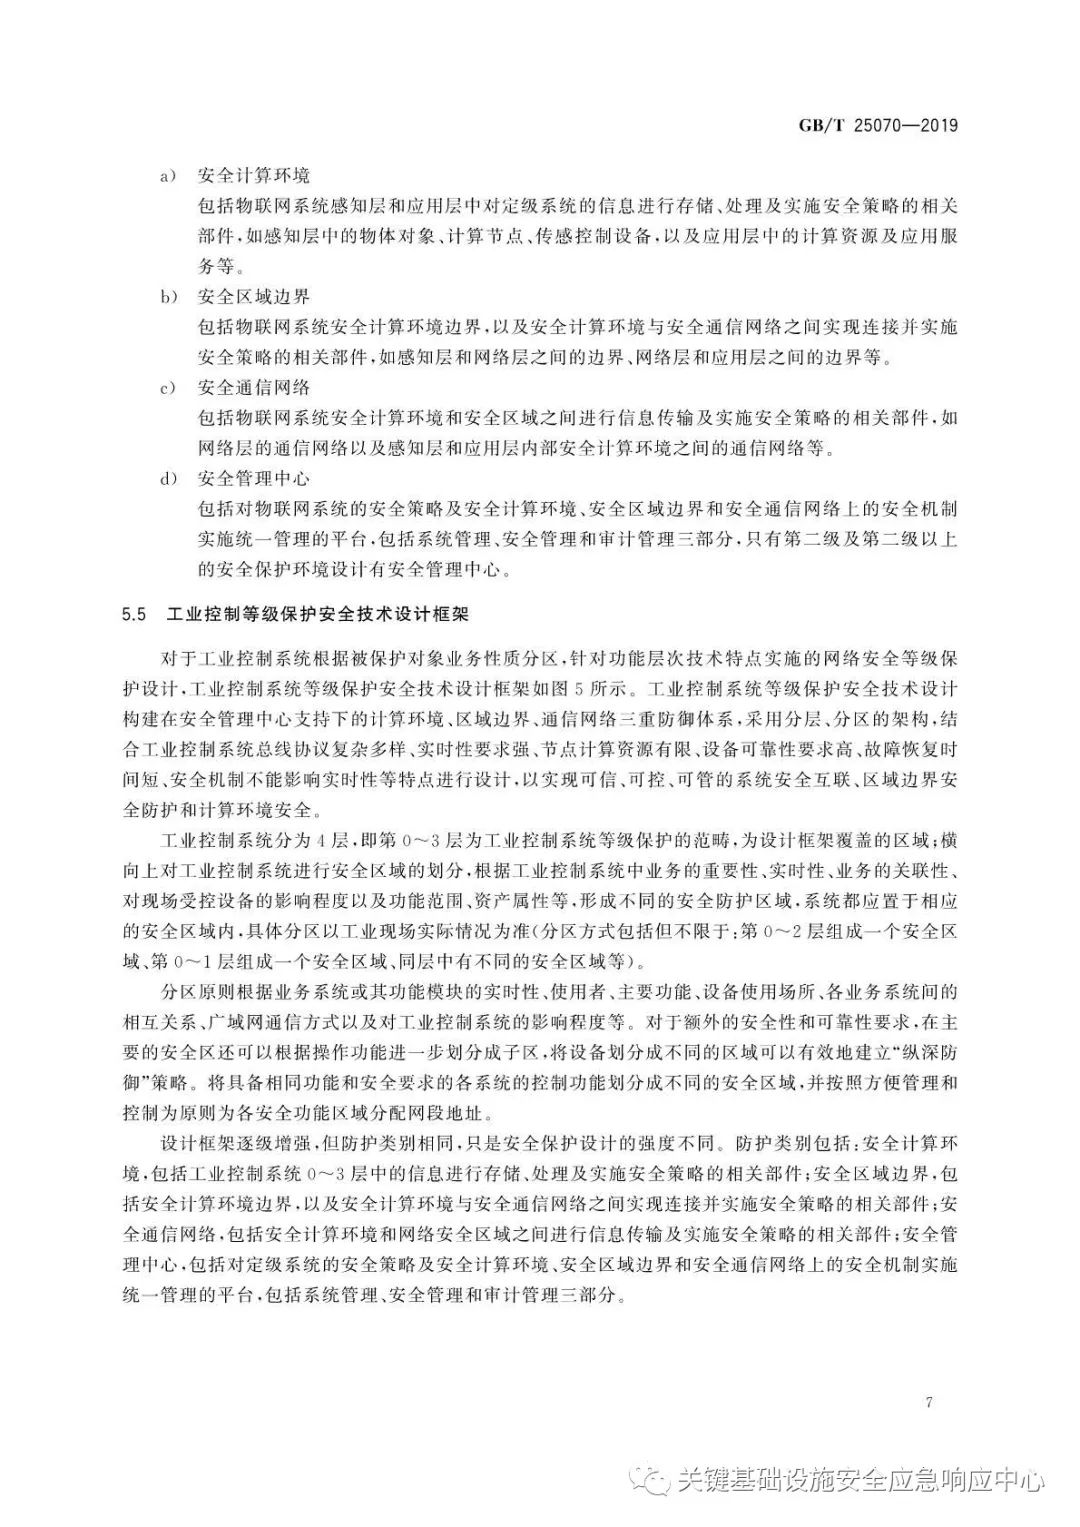 GB/T 25070—2019
a) 安全计算环境
包括物联网系统感知层和应用层中对定级系统的信息进行存储、处理及实施安全策略的相关
部件,如感知层中的物体对象、计算节点、传感控制设备,以及应用层中的计算资源及应用服
务等。
b) 安全区域边界
包括物联网系统安全计算环境边界,以及安全计算环境与安全通信网络之间实现连接并实施
安全策略的相关部件,如感知层和网络层之间的边界、网络层和应用层之间的边界等。
c) 安全通信网络
包括物联网系统安全计算环境和安全区域之间进行信息传输及实施安全策略的相关部件,如
网络层的通信网络以及感知层和应用层内部安全计算环境之间的通信网络等。
d) 安全管理中心
包括对物联网系统的安全策略及安全计算环境、安全区域边界和安全通信网络上的安全机制
实施统一管理的平台,包括系统管理、安全管理和审计管理三部分,只有第二级及第二级以上
的安全保护环境设计有安全管理中心。
5.5 工业控制等级保护安全技术设计框架
对于工业控制系统根据被保护对象业务性质分区,针对功能层次技术特点实施的网络安全等级保
护设计,工业控制系统等级保护安全技术设计框架如图 5 所示。工业控制系统等级保护安全技术设计
构建在安全管理中心支持下的计算环境、区域边界、通信网络三重防御体系,采用分层、分区的架构,结
合工业控制系统总线协议复杂多样、实时性要求强、节点计算资源有限、设备可靠性要求高、故障恢复时
间短、安全机制不能影响实时性等特点进行设计,以实现可信、可控、可管的系统安全互联、区域边界安
全防护和计算环境安全。
工业控制系统分为 4 层,即第 0～3 层为工业控制系统等级保护的范畴,为设计框架覆盖的区域;横
向上对工业控制系统进行安全区域的划分,根据工业控制系统中业务的重要性、实时性、业务的关联性、
对现场受控设备的影响程度以及功能范围、资产属性等,形成不同的安全防护区域,系统都应置于相应
的安全区域内,具体分区以工业现场实际情况为准(分区方式包括但不限于:第 0～2 层组成一个安全区
域、第 0～1 层组成一个安全区域、同层中有不同的安全区域等)。
分区原则根据业务系统或其功能模块的实时性、使用者、主要功能、设备使用场所、各业务系统间的
相互关系、广域网通信方式以及对工业控制系统的影响程度等。对于额外的安全性和可靠性要求,在主
要的安全区还可以根据操作功能进一步划分成子区,将设备划分成不同的区域可以有效地建立“纵深防
御”策略。将具备相同功能和安全要求的各系统的控制功能划分成不同的安全区域,并按照方便管理和
控制为原则为各安全功能区域分配网段地址。
设计框架逐级增强,但防护类别相同,只是安全保护设计的强度不同。防护类别包括:安全计算环
境,包括工业控制系统 0～3 层中的信息进行存储、处理及实施安全策略的相关部件;安全区域边界,包
括安全计算环境边界,以及安全计算环境与安全通信网络之间实现连接并实施安全策略的相关部件;安
全通信网络,包括安全计算环境和网络安全区域之间进行信息传输及实施安全策略的相关部件;安全管
理中心,包括对定级系统的安全策略及安全计算环境、安全区域边界和安全通信网络上的安全机制实施
统一管理的平台,包括系统管理、安全管理和审计管理三部分。
7
关键基础设施安全应急响应中心